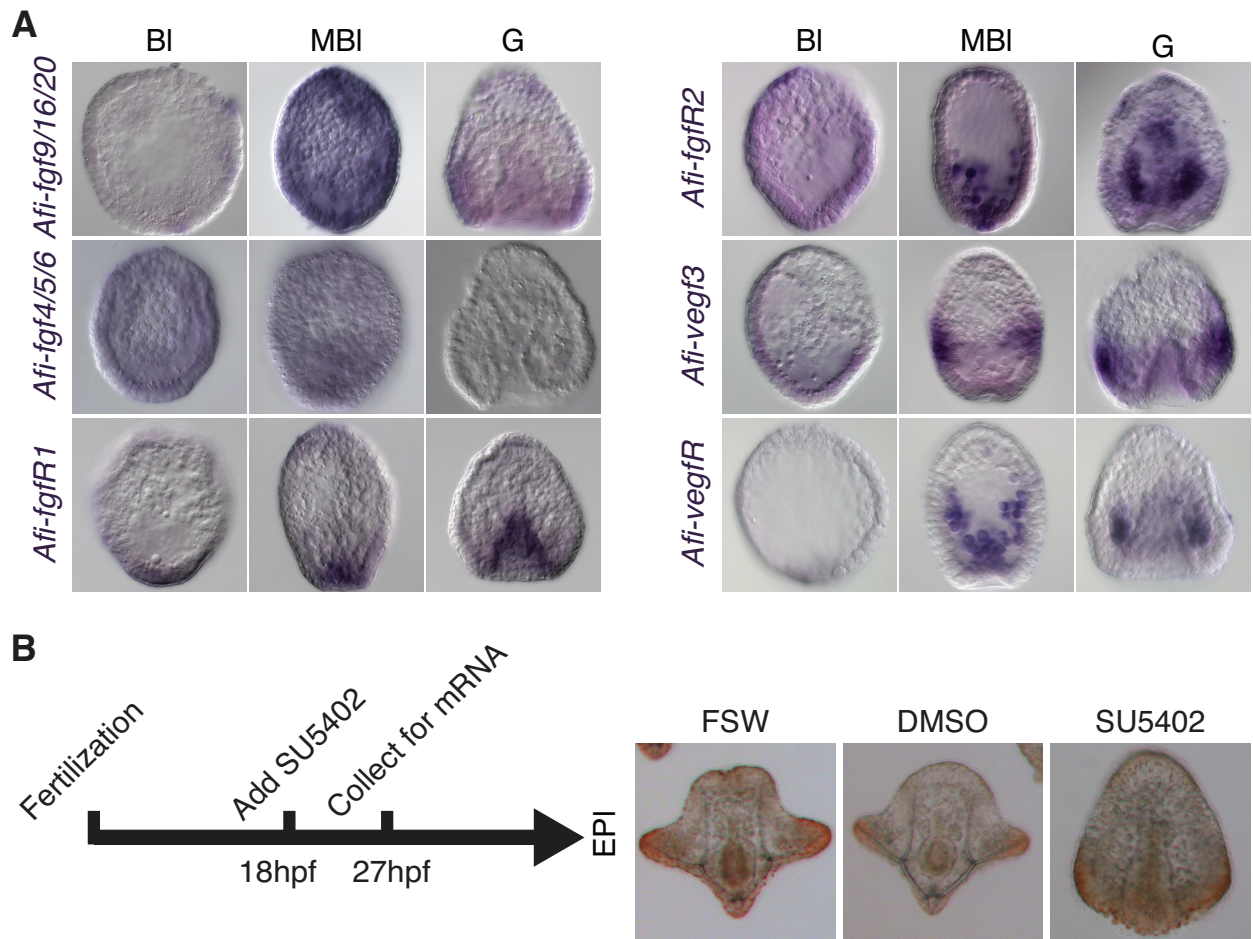 A
Bl MBl G
Afi-fgf9/16/20
Afi-fgf4/5/6
Afi-fgfR1
Bl MBl G
Afi-fgfR2
Afi-vegf3
Afi-vegfR
B
Fertilization
Add SU5402
Collect for mRNA
18hpf 27hpf
EPI
FSW DMSO SU5402